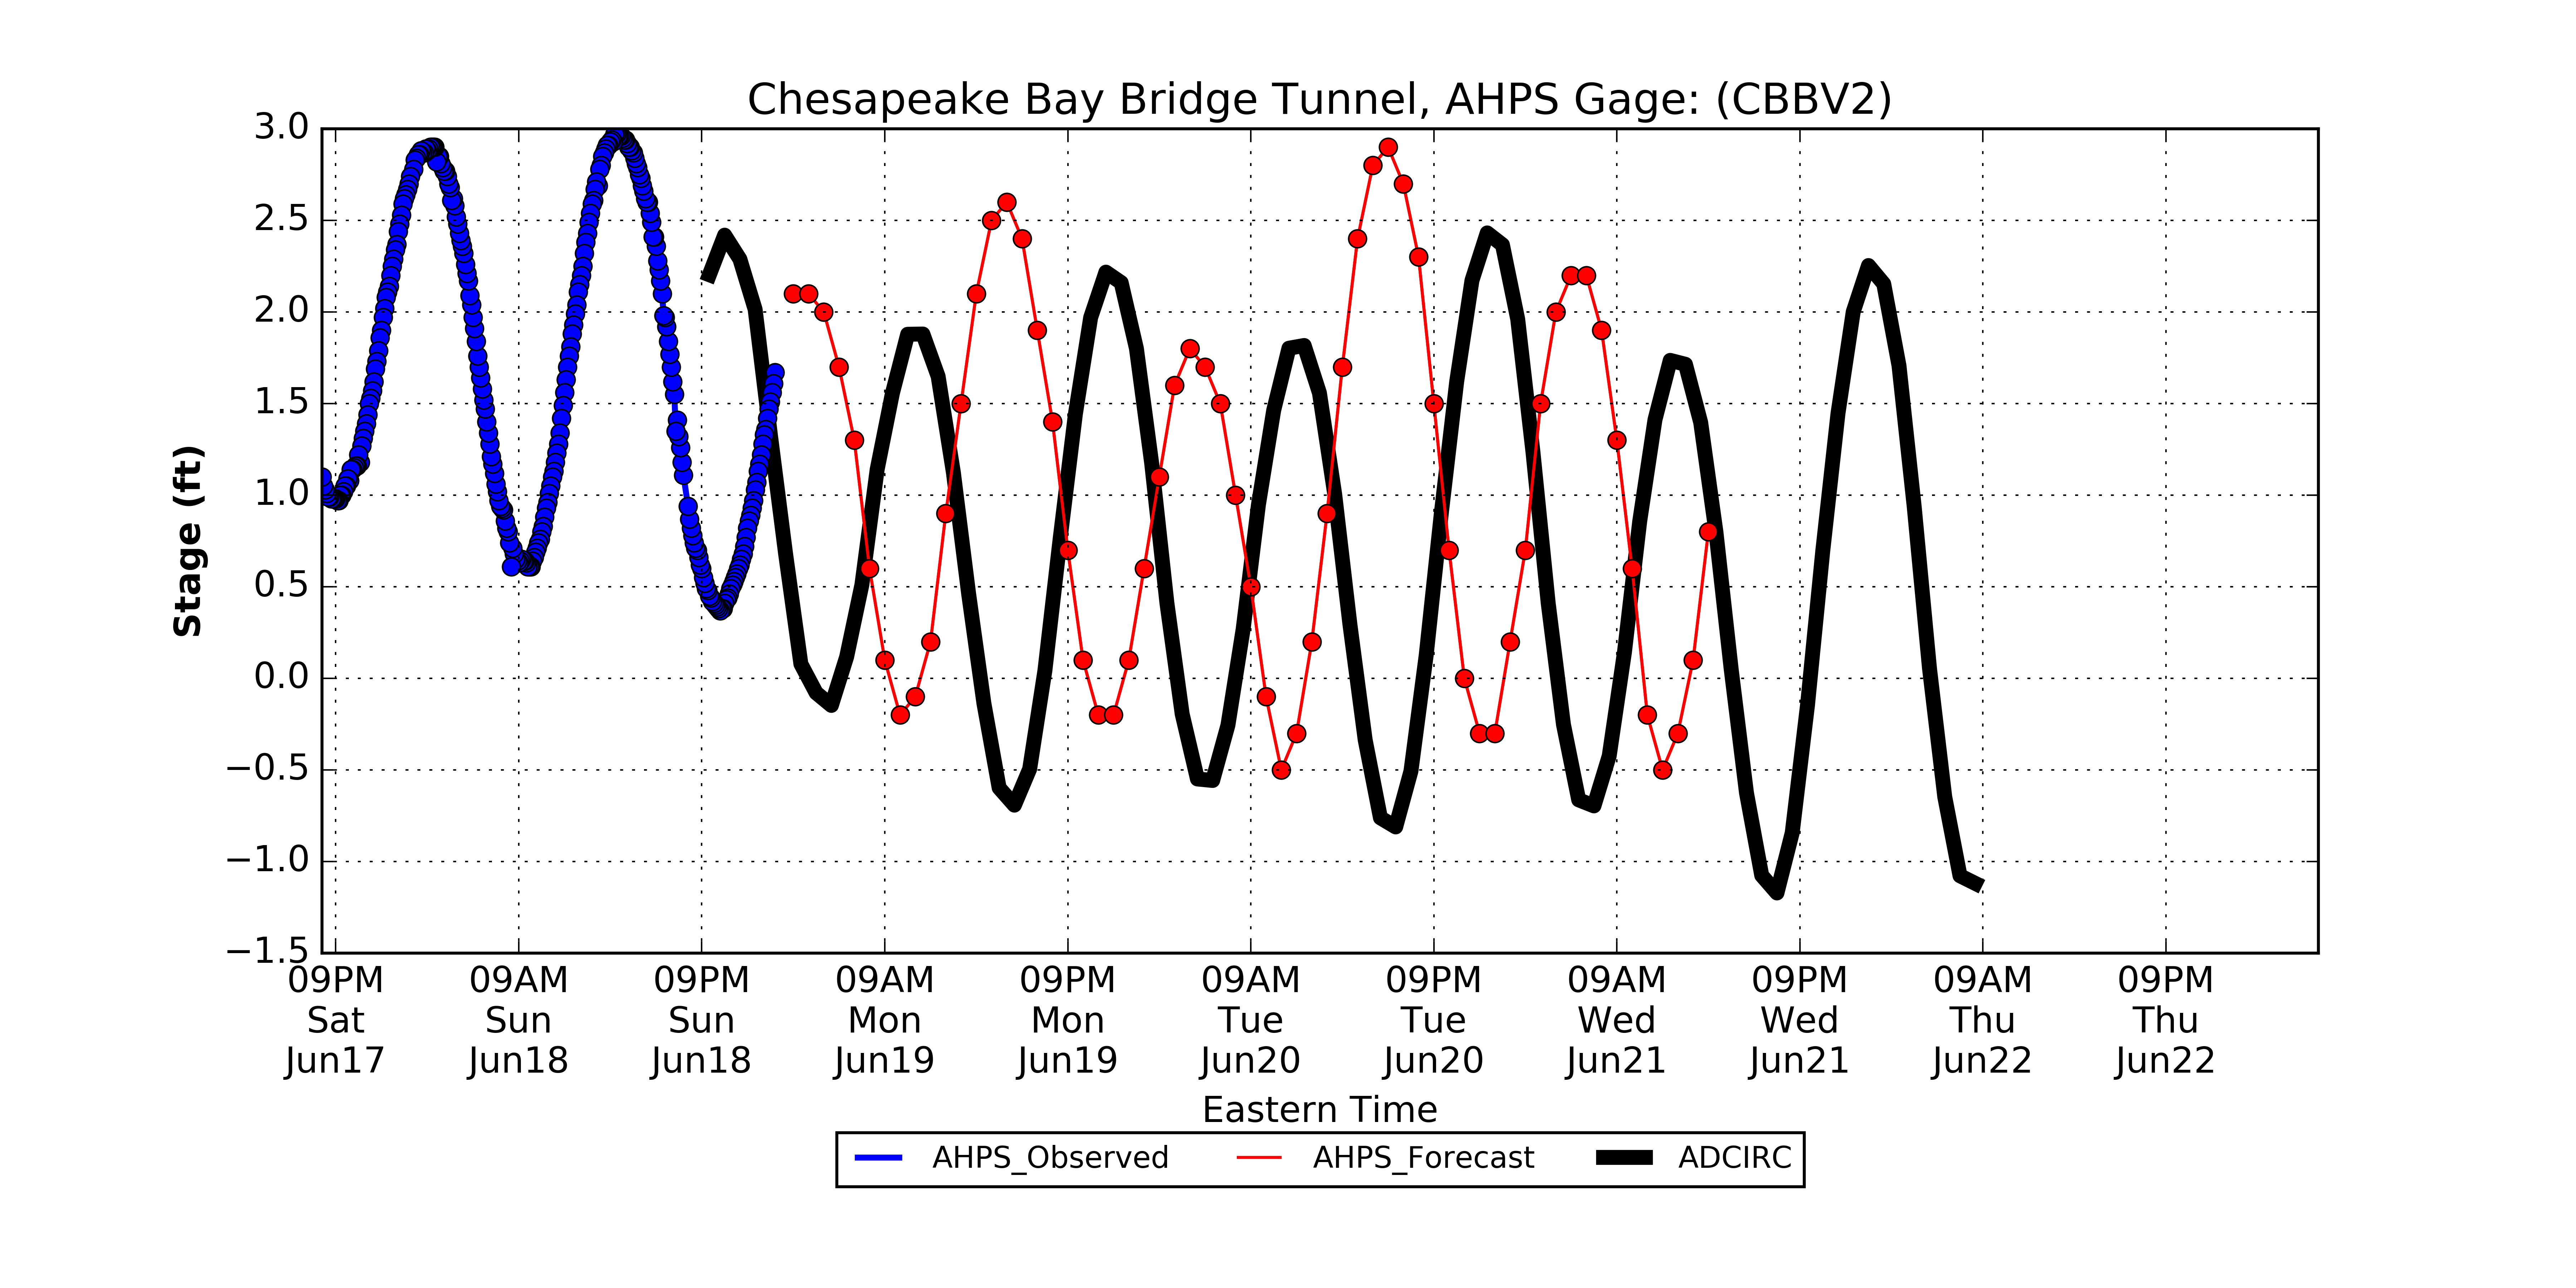 Chesapeake Bay Bridge Tunnel, AHPS Gage: (CBBV2)
3.0
2.5
2.0
1.5
1.0
0.5
0.0
−0.5
−1.0
−1.5
Stage (ft)
09PM 09AM 09PM 09AM 09PM 09AM 09PM 09AM 09PM 09AM 09PM
Sat Sun Sun Mon Mon Tue Tue Wed Wed Thu Thu
Jun17 Jun18 Jun18 Jun19 Jun19 Jun20 Jun20 Jun21 Jun21 Jun22 Jun22
Eastern Time
AHPS_Observed AHPS_Forecast ADCIRC